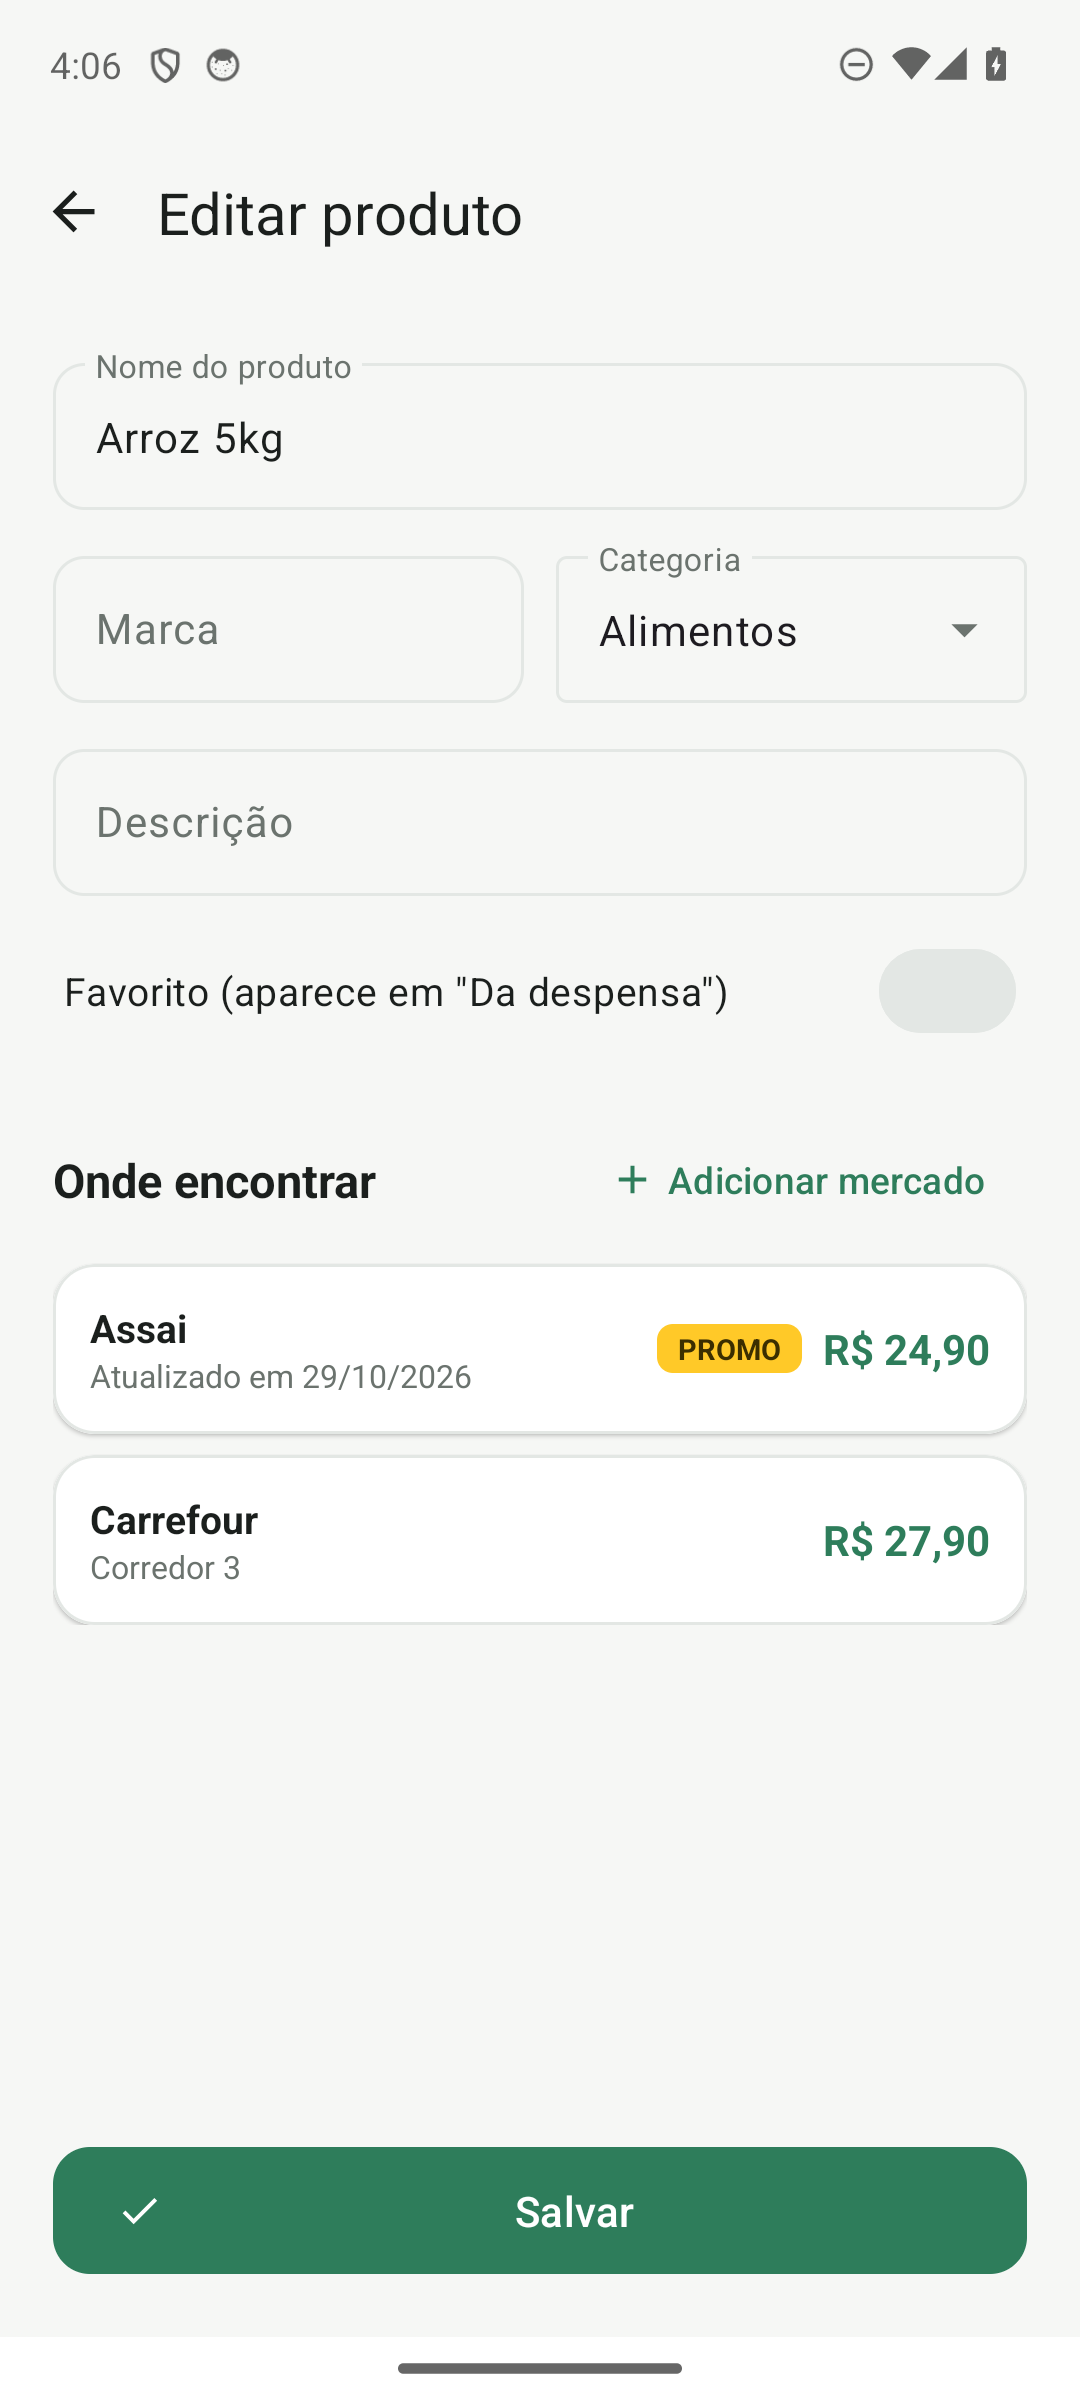 4:06
Editar produto
Nome do produto
Arroz 5kg
Marca
Categoria
Alimentos
Descrição
Favorito (aparece em "Da despensa")
Onde encontrar
+ Adicionar mercado
Assai
Atualizado em 29/10/2026
PROMO
R$ 24,90
Carrefour
Corredor 3
R$ 27,90
Salvar